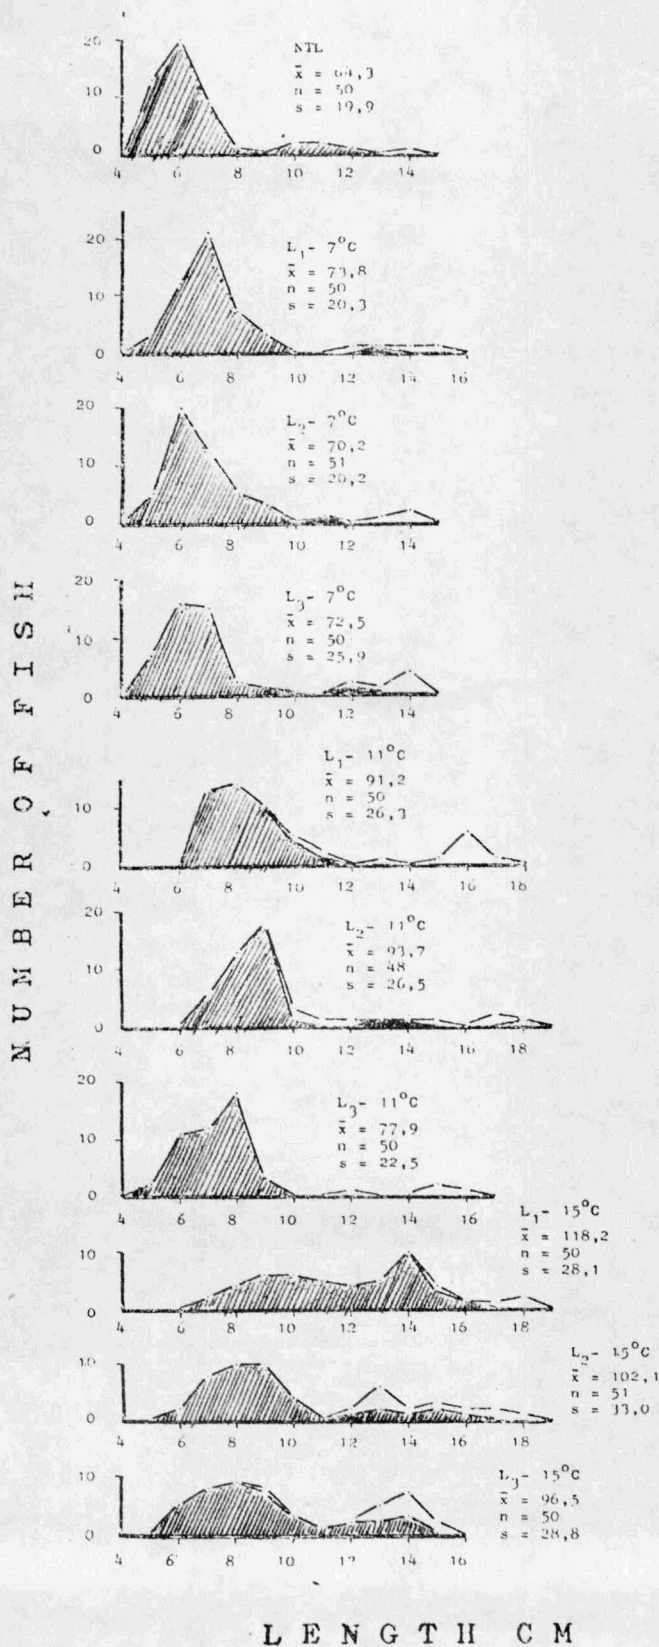 NUMBER OF FISH
20
10
0
NTL
x̄ = 64,3
n = 50
s = 19,9
4 6 8 10 12 14
20
10
0
L₁- 7°C
x̄ = 73,8
n = 50
s = 20,3
4 6 8 10 12 14 16
20
10
0
L₂- 7°C
x̄ = 70,2
n = 51
s = 20,2
4 6 8 10 12 14
20
10
0
L₃- 7°C
x̄ = 72,5
n = 50
s = 25,9
4 6 8 10 12 14
10
0
L₁- 11°C
x̄ = 91,2
n = 50
s = 26,3
4 6 8 10 12 14 16 18
20
10
0
L₂- 11°C
x̄ = 93,7
n = 48
s = 26,5
4 6 8 10 12 14 16 18
20
10
0
L₃- 11°C
x̄ = 77,9
n = 50
s = 22,5
4 6 8 10 12 14 16
10
0
L₁- 15°C
x̄ = 118,2
n = 50
s = 28,1
4 6 8 10 12 14 16 18
10
0
L₂- 15°C
x̄ = 102,1
n = 51
s = 33,0
4 6 8 10 12 14 16 18
10
0
L₃- 15°C
x̄ = 96,5
n = 50
s = 28,8
4 6 8 10 12 14 16
LENGTH CM